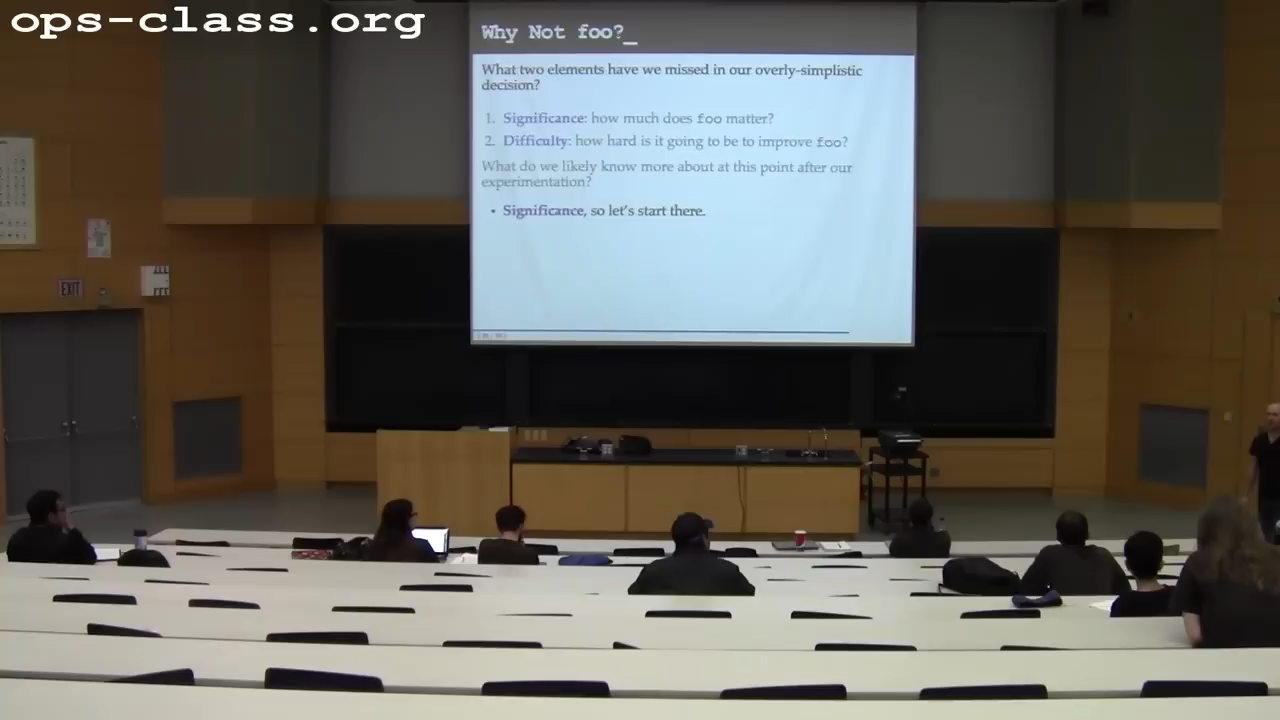 ops-class.org
Why Not foo?_
What two elements have we missed in our overly-simplistic
decision?
1. Significance: how much does foo matter?
2. Difficulty: how hard is it going to be to improve foo?
What do we likely know more about at this point after our
experimentation?
• Significance, so let's start there.
EXIT